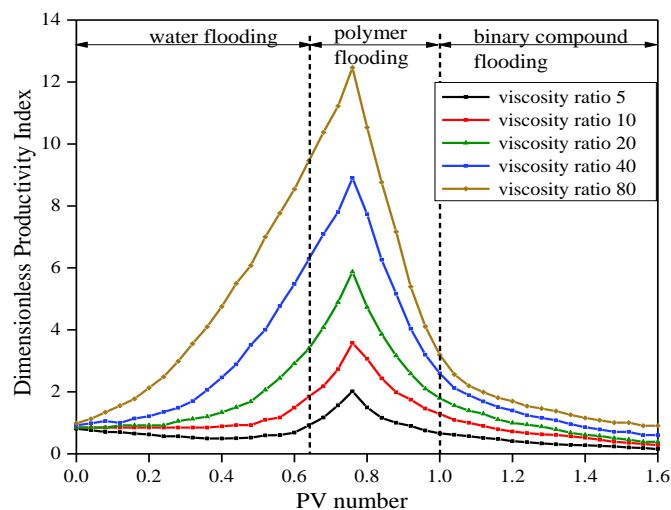 14
12
10
8
6
4
2
0
Dimensionless Productivity Index
water flooding
polymer
flooding
binary compound
flooding
viscosity ratio 5
viscosity ratio 10
viscosity ratio 20
viscosity ratio 40
viscosity ratio 80
0.0 0.2 0.4 0.6 0.8 1.0 1.2 1.4 1.6
PV number